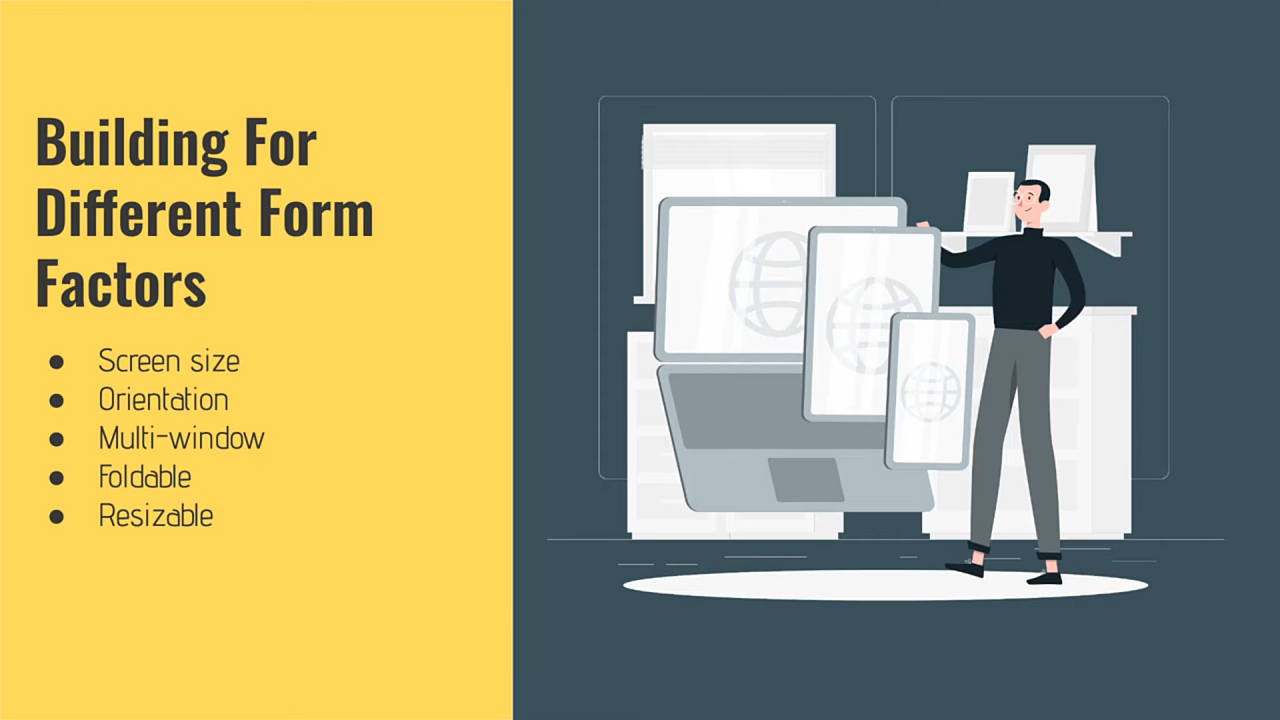 Building For
Different Form
Factors
● Screen size
● Orientation
● Multi-window
● Foldable
● Resizable